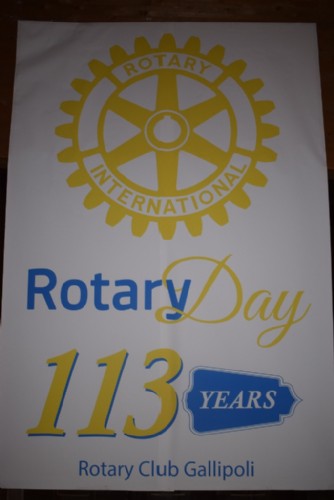 ROTARY
INTERNATIONAL
Rotary Day
113 YEARS
Rotary Club Gallipoli